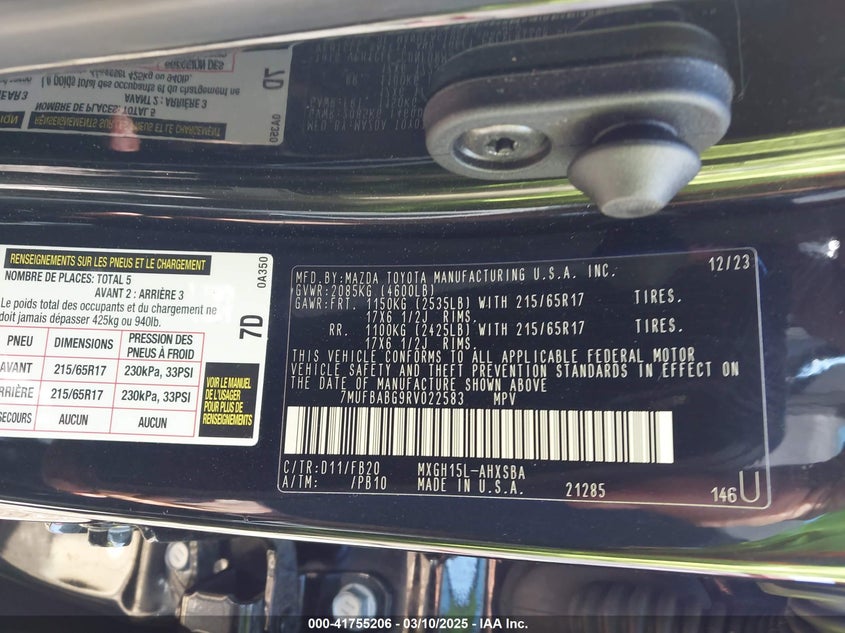 RENSEIGNEMENTS SUR LES PNEUS ET LE CHARGEMENT
NOMBRE DE PLACES: TOTAL 5
AVANT 2 : ARRIÈRE 3
Le poids total des occupants et du chargement ne
doit jamais dépasser 425kg ou 940lb.
7D
0A350
PNEU DIMENSIONS PRESSION DES PNEUS À FROID
AVANT 215/65R17 230kPa, 33PSI
ARRIÈRE 215/65R17 230kPa, 33PSI
SECOURS AUCUN AUCUN
VOIR LE MANUEL
DE L'USAGER
POUR PLUS DE
RENSEIGNEMENTS
MFD.BY:MAZDA TOYOTA MANUFACTURING U.S.A. INC. 12/23
GVWR:2085KG (4600LB)
GAWR:FRT. 1150KG (2535LB) WITH 215/65R17 TIRES.
17X6 1/2J RIMS.
RR. 1100KG (2425LB) WITH 215/65R17 TIRES.
17X6 1/2J RIMS.
THIS VEHICLE CONFORMS TO ALL APPLICABLE FEDERAL MOTOR
VEHICLE SAFETY AND THEFT PREVENTION STANDARDS IN EFFECT ON
THE DATE OF MANUFACTURE SHOWN ABOVE.
7MUFBABG9RV022583 MPV
C/TR:D11/FB20 MXGH15L-AHXSBA
A/TM: /PB10 MADE IN U.S.A. 21285 146U
000-41755206 - 03/10/2025 - IAA Inc.